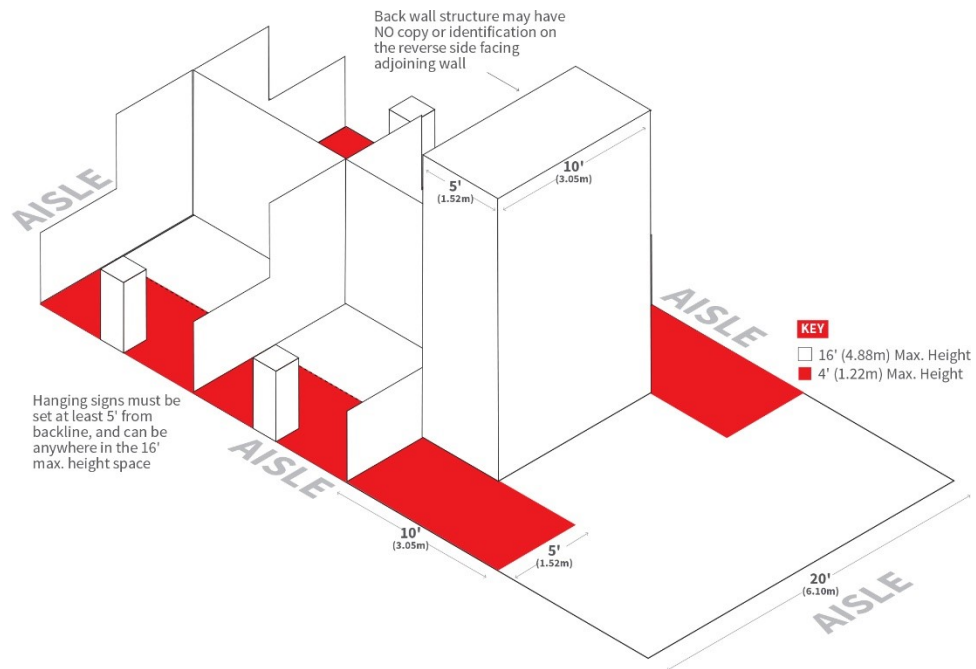 Back wall structure may have
NO copy or identification on
the reverse side facing
adjoining wall
10'
(3.05m)
5'
(1.52m)
AISLE
AISLE
KEY
16' (4.88m) Max. Height
4' (1.22m) Max. Height
Hanging signs must be
set at least 5' from
backline, and can be
anywhere in the 16'
max. height space
AISLE
10'
(3.05m)
5'
(1.52m)
20'
(6.10m)
AISLE